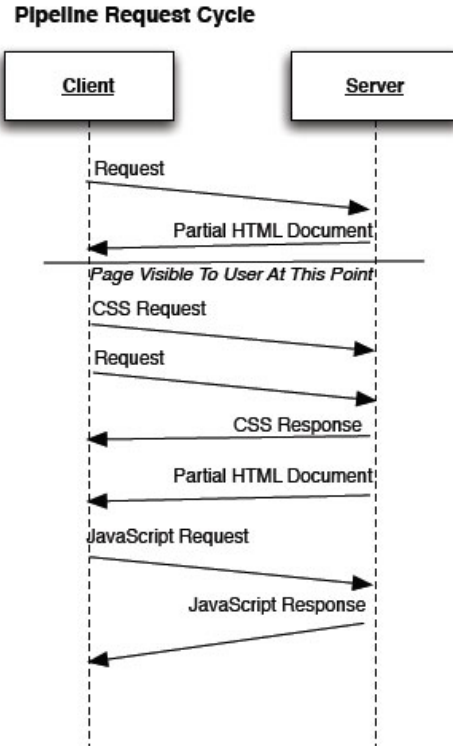 Pipeline Request Cycle
Client
Server
Request
Partial HTML Document
Page Visible To User At This Point
CSS Request
Request
CSS Response
Partial HTML Document
JavaScript Request
JavaScript Response